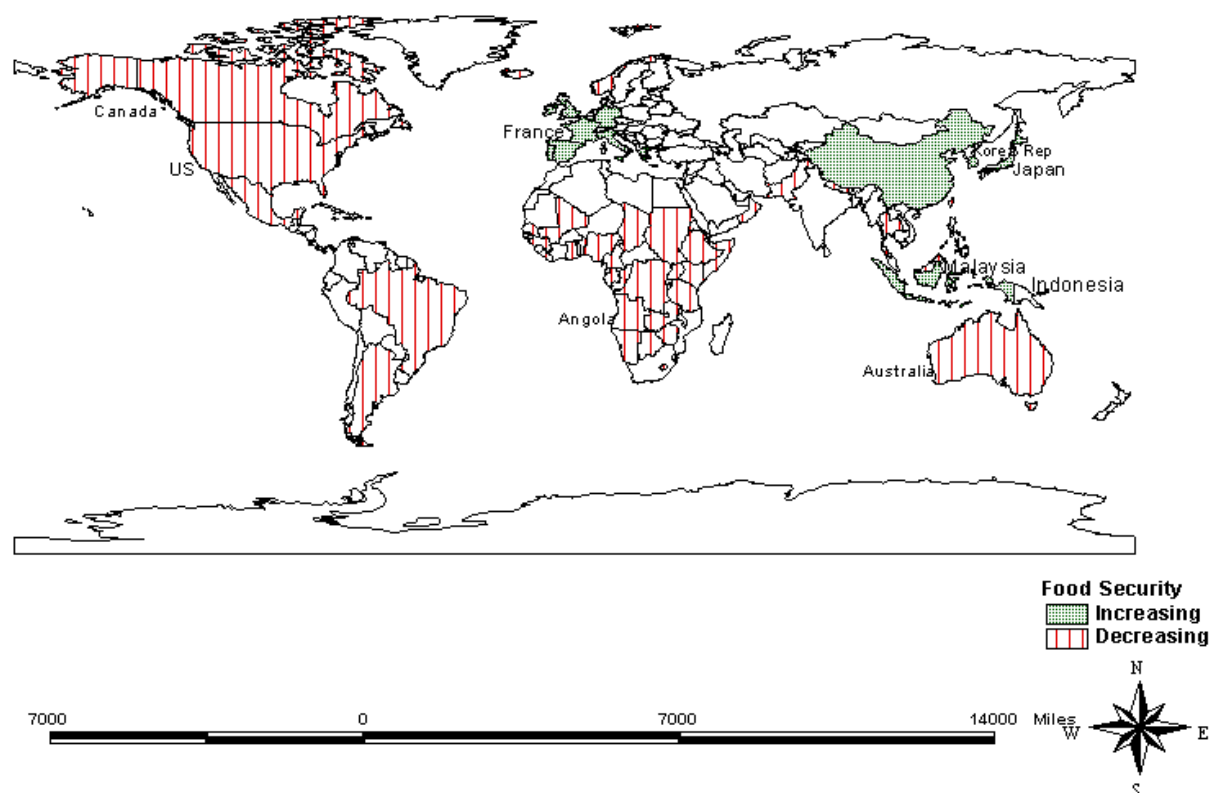 Canada
France
Korea Rep
US
Japan
Malaysia
Indonesia
Angola
Australia
Food Security
Increasing
Decreasing
N
7000 0 7000 14000 Miles
W E
S